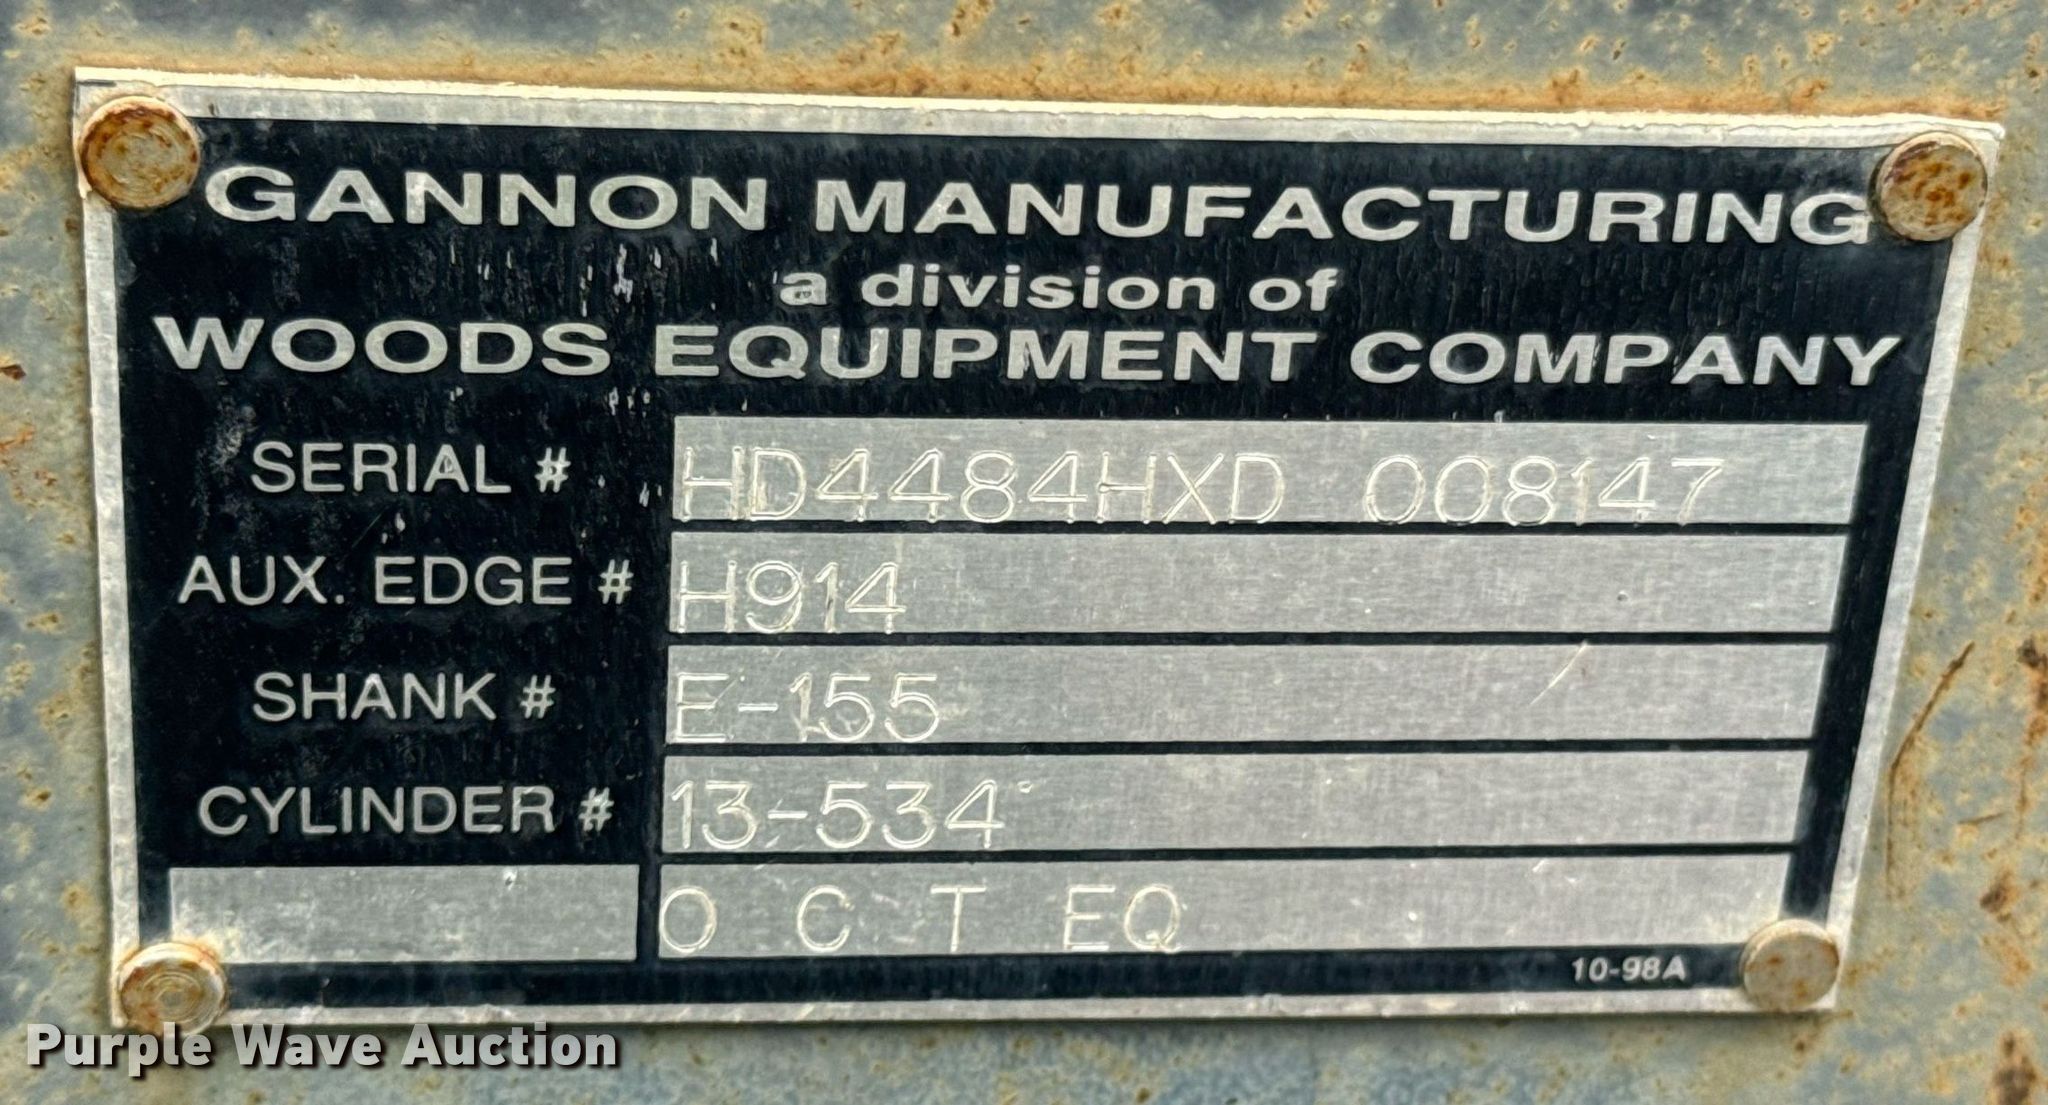 GANNON MANUFACTURING
a division of
WOODS EQUIPMENT COMPANY
SERIAL # HD4484HXD 008147
AUX. EDGE # H914
SHANK # E-155
CYLINDER # 13-534
O C T EQ
10-98A
Purple Wave Auction